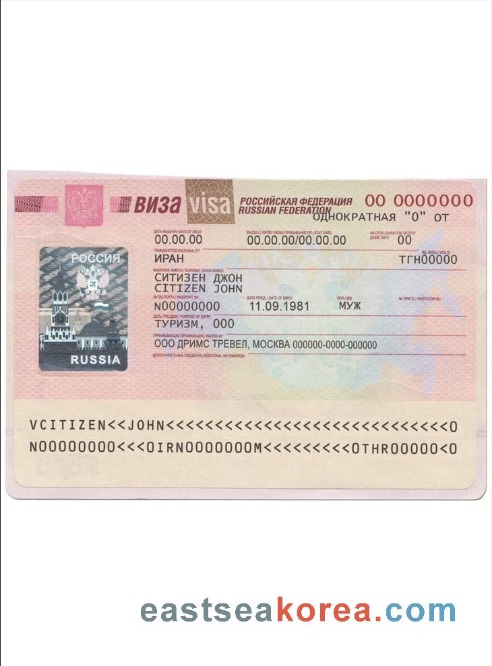 ВИЗА visa РОССИЙСКАЯ ФЕДЕРАЦИЯ 00 0000000
RUSSIAN FEDERATION
ОДНОКРАТНАЯ "О" ОТ
РОССИЯ
00.00.00 00.00.00/00.00.00 00
ИРАН ТГН00000
СИТИЗЕН ДЖОН
CITIZEN JOHN
N00000000 11.09.1981 МУЖ
ТУРИЗМ, 000
ООО ДРИМС ТРЕВЕЛ, МОСКВА 000000-0000-000000
RUSSIA
VCITIZEN<<JOHN<<<<<<<<<<<<<<<<<<<<<<<<<<<<<0
N00000000<<<0IRN0000000M<<<<<<<<0THR00000<0
eastseakorea.com